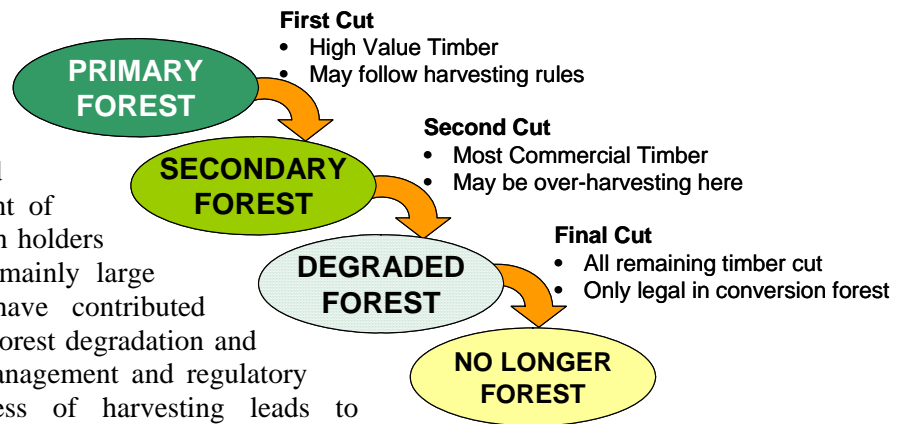 First Cut
• High Value Timber
• May follow harvesting rules
PRIMARY
FOREST
Second Cut
• Most Commercial Timber
• May be over-harvesting here
SECONDARY
FOREST
Final Cut
• All remaining timber cut
• Only legal in conversion forest
DEGRADED
FOREST
NO LONGER
FOREST
nt of
n holders
mainly large
have contributed
orest degradation and
anagement and regulatory
ess of harvesting leads to